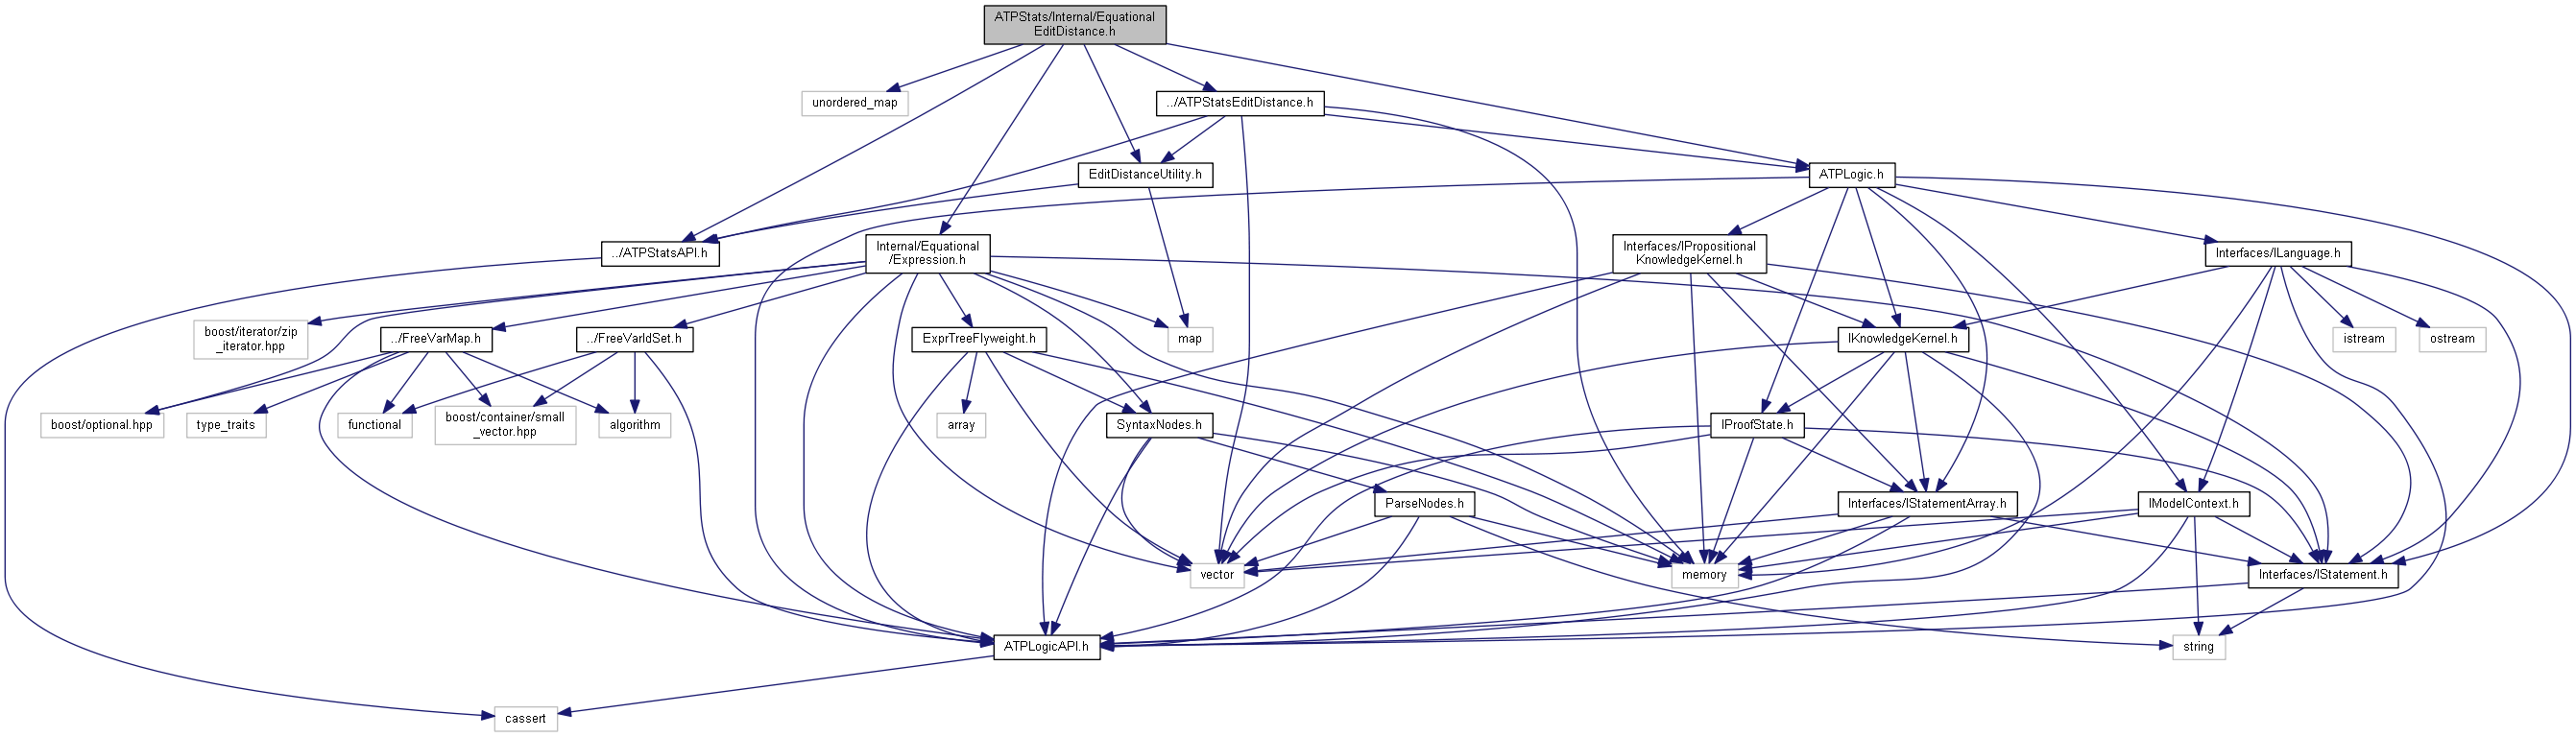 ATPStats/Internal/Equational
EditDistance.h
unordered_map
../ATPStatsEditDistance.h
EditDistanceUtility.h
ATPLogic.h
../ATPStatsAPI.h
Internal/Equational
/Expression.h
Interfaces/IPropositional
KnowledgeKernel.h
Interfaces/ILanguage.h
boost/iterator/zip
_iterator.hpp
../FreeVarMap.h
../FreeVarIdSet.h
ExprTreeFlyweight.h
map
IKnowledgeKernel.h
istream
ostream
boost/optional.hpp
type_traits
functional
boost/container/small
_vector.hpp
algorithm
array
SyntaxNodes.h
IProofState.h
ParseNodes.h
Interfaces/IStatementArray.h
IModelContext.h
vector
memory
Interfaces/IStatement.h
ATPLogicAPI.h
string
cassert